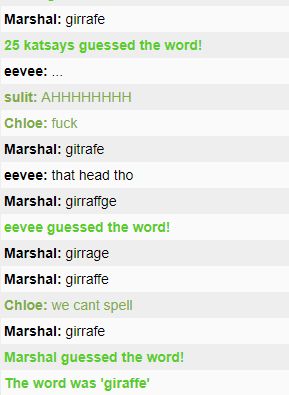 Marshal: girrafe
25 katsays guessed the word!
eevee: ...
sulit: AHHHHHHHH
Chloe: fuck
Marshal: gitrafe
eevee: that head tho
Marshal: girraffge
eevee guessed the word!
Marshal: girrage
Marshal: girraffe
Chloe: we cant spell
Marshal: girrafe
Marshal guessed the word!
The word was 'giraffe'